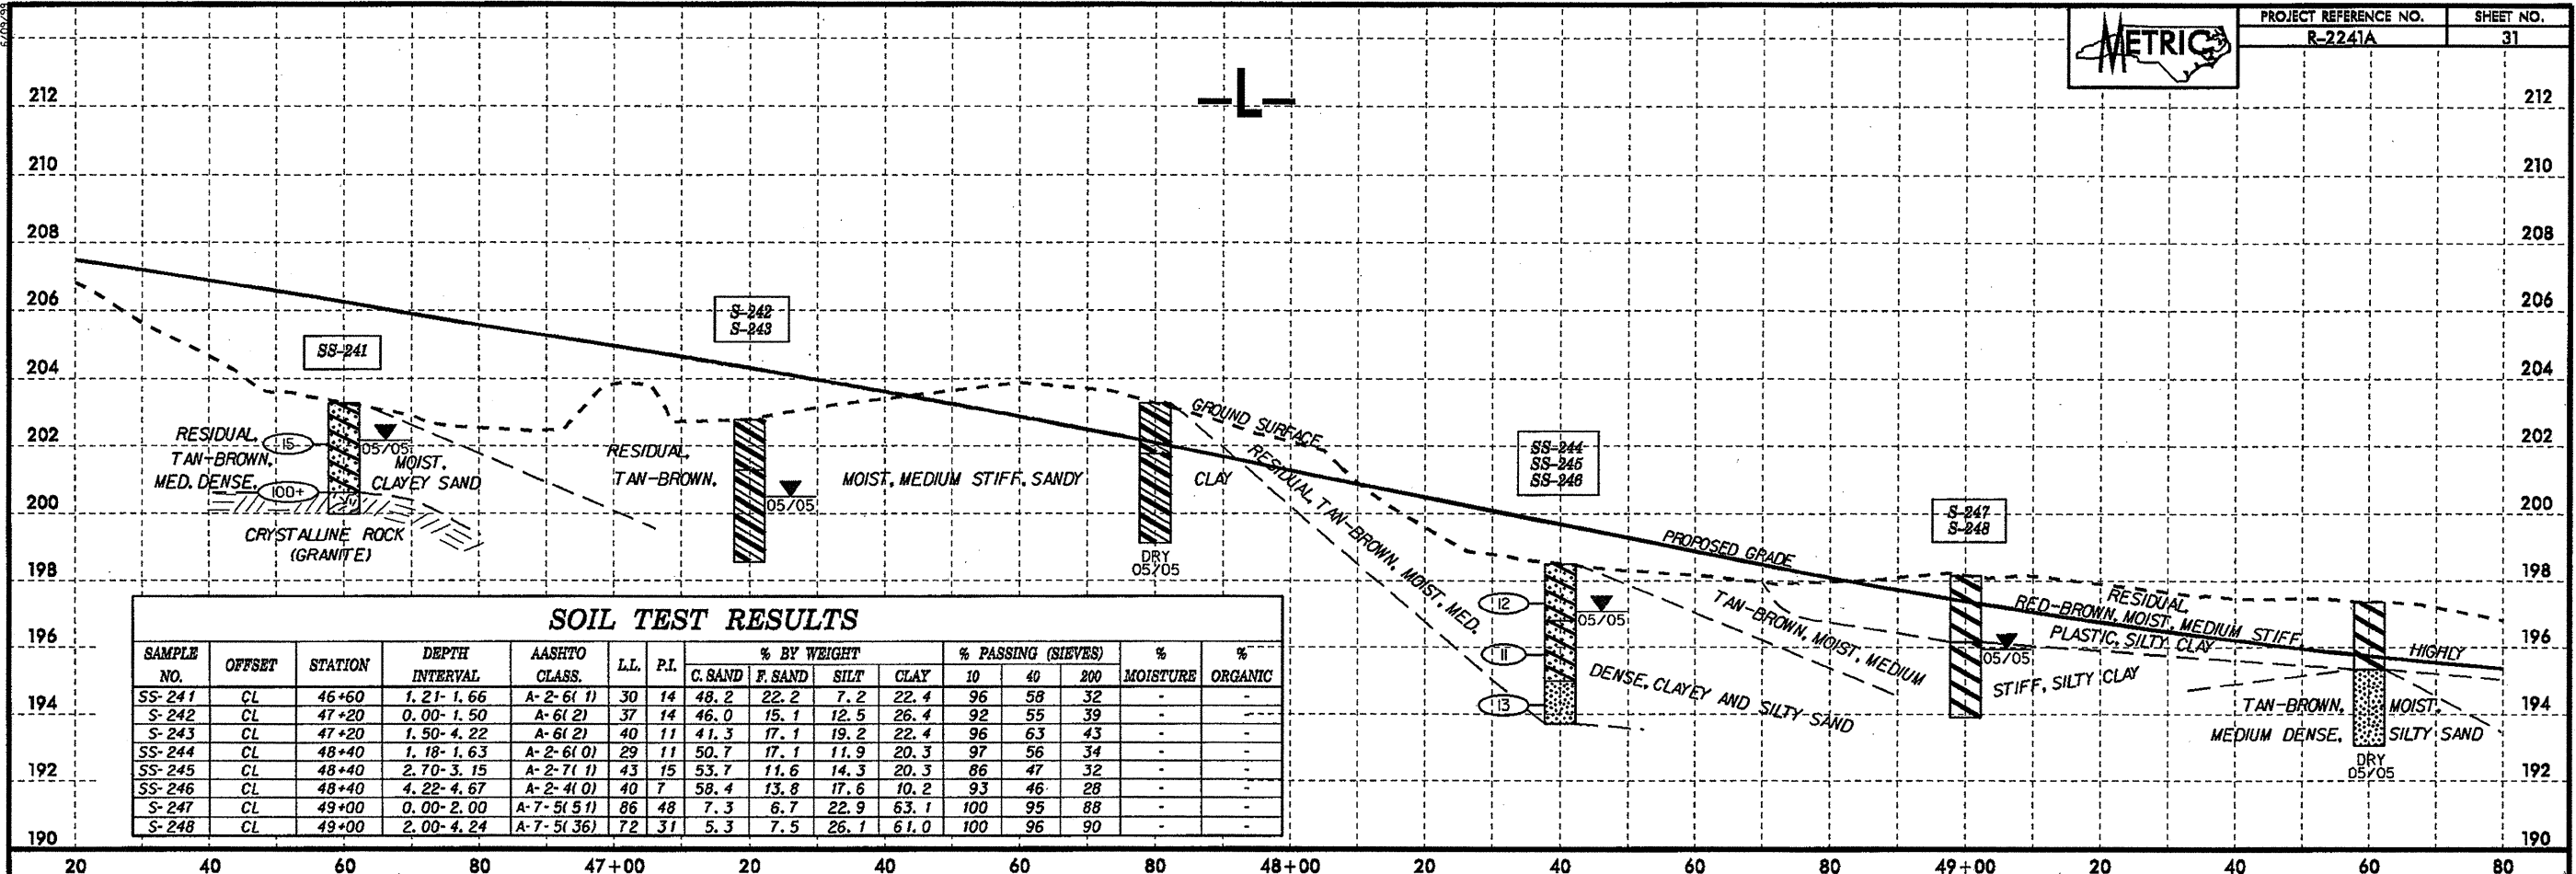 6/09/99
METRIC
PROJECT REFERENCE NO. SHEET NO.
R-2241A 31
-L-
212 212
210 210
208 208
206 206
204 204
202 202
200 200
198 198
196 196
194 194
192 192
190 190
SS-241
S-242
S-243
SS-244
SS-245
SS-246
S-247
S-248
RESIDUAL,
TAN-BROWN,
MED. DENSE,
15
100+
05/05
MOIST,
CLAYEY SAND
CRYSTALLINE ROCK
(GRANITE)
RESIDUAL,
TAN-BROWN,
05/05
MOIST, MEDIUM STIFF, SANDY
CLAY
DRY
05/05
GROUND SURFACE
RESIDUAL, TAN-BROWN, MOIST, MED.
DENSE, CLAYEY AND SILTY SAND
12
11
13
05/05
PROPOSED GRADE
TAN-BROWN, MOIST, MEDIUM
STIFF, SILTY CLAY
05/05
RESIDUAL,
RED-BROWN, MOIST, MEDIUM STIFF,
HIGHLY
PLASTIC, SILTY CLAY
TAN-BROWN, MOIST,
MEDIUM DENSE, SILTY SAND
DRY
05/05
SOIL TEST RESULTS
SAMPLE NO. OFFSET STATION DEPTH INTERVAL AASHTO CLASS. L.L. P.I. % BY WEIGHT % PASSING (SIEVES) % MOISTURE % ORGANIC
C. SAND F. SAND SILT CLAY 10 40 200
SS-241 CL 46+60 1.21-1.66 A-2-6(1) 30 14 48.2 22.2 7.2 22.4 96 58 32 - -
S-242 CL 47+20 0.00-1.50 A-6(2) 37 14 46.0 15.1 12.5 26.4 92 55 39 - -
S-243 CL 47+20 1.50-4.22 A-6(2) 40 11 41.3 17.1 19.2 22.4 96 63 43 - -
SS-244 CL 48+40 1.18-1.63 A-2-6(0) 29 11 50.7 17.1 11.9 20.3 97 56 34 - -
SS-245 CL 48+40 2.70-3.15 A-2-7(1) 43 15 53.7 11.6 14.3 20.3 86 47 32 - -
SS-246 CL 48+40 4.22-4.67 A-2-4(0) 40 7 58.4 13.8 17.6 10.2 93 46 28 - -
S-247 CL 49+00 0.00-2.00 A-7-5(51) 86 48 7.3 6.7 22.9 63.1 100 95 88 - -
S-248 CL 49+00 2.00-4.24 A-7-5(36) 72 31 5.3 7.5 26.1 61.0 100 96 90 - -
20 40 60 80 47+00 20 40 60 80 48+00 20 40 60 80 49+00 20 40 60 80